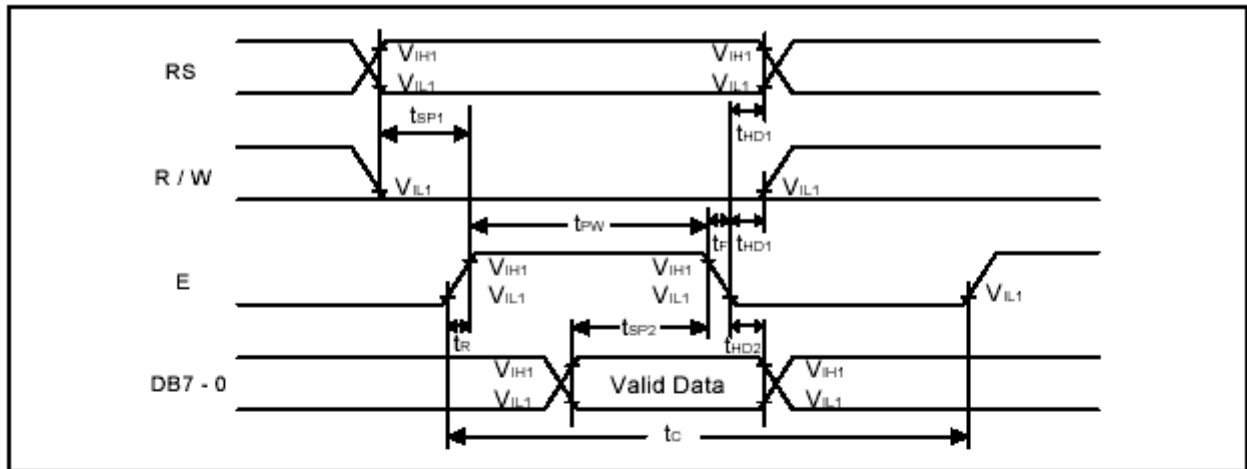 RS VIH1 VIH1
VIL1 VIL1
tSP1 tHD1
R / W VIL1 VIL1
tPW tF tHD1
E VIH1 VIH1
VIL1 VIL1 VIL1
tR tSP2 tHD2
VIH1 VIH1
DB7 - 0 Valid Data
VIL1 VIL1
tC